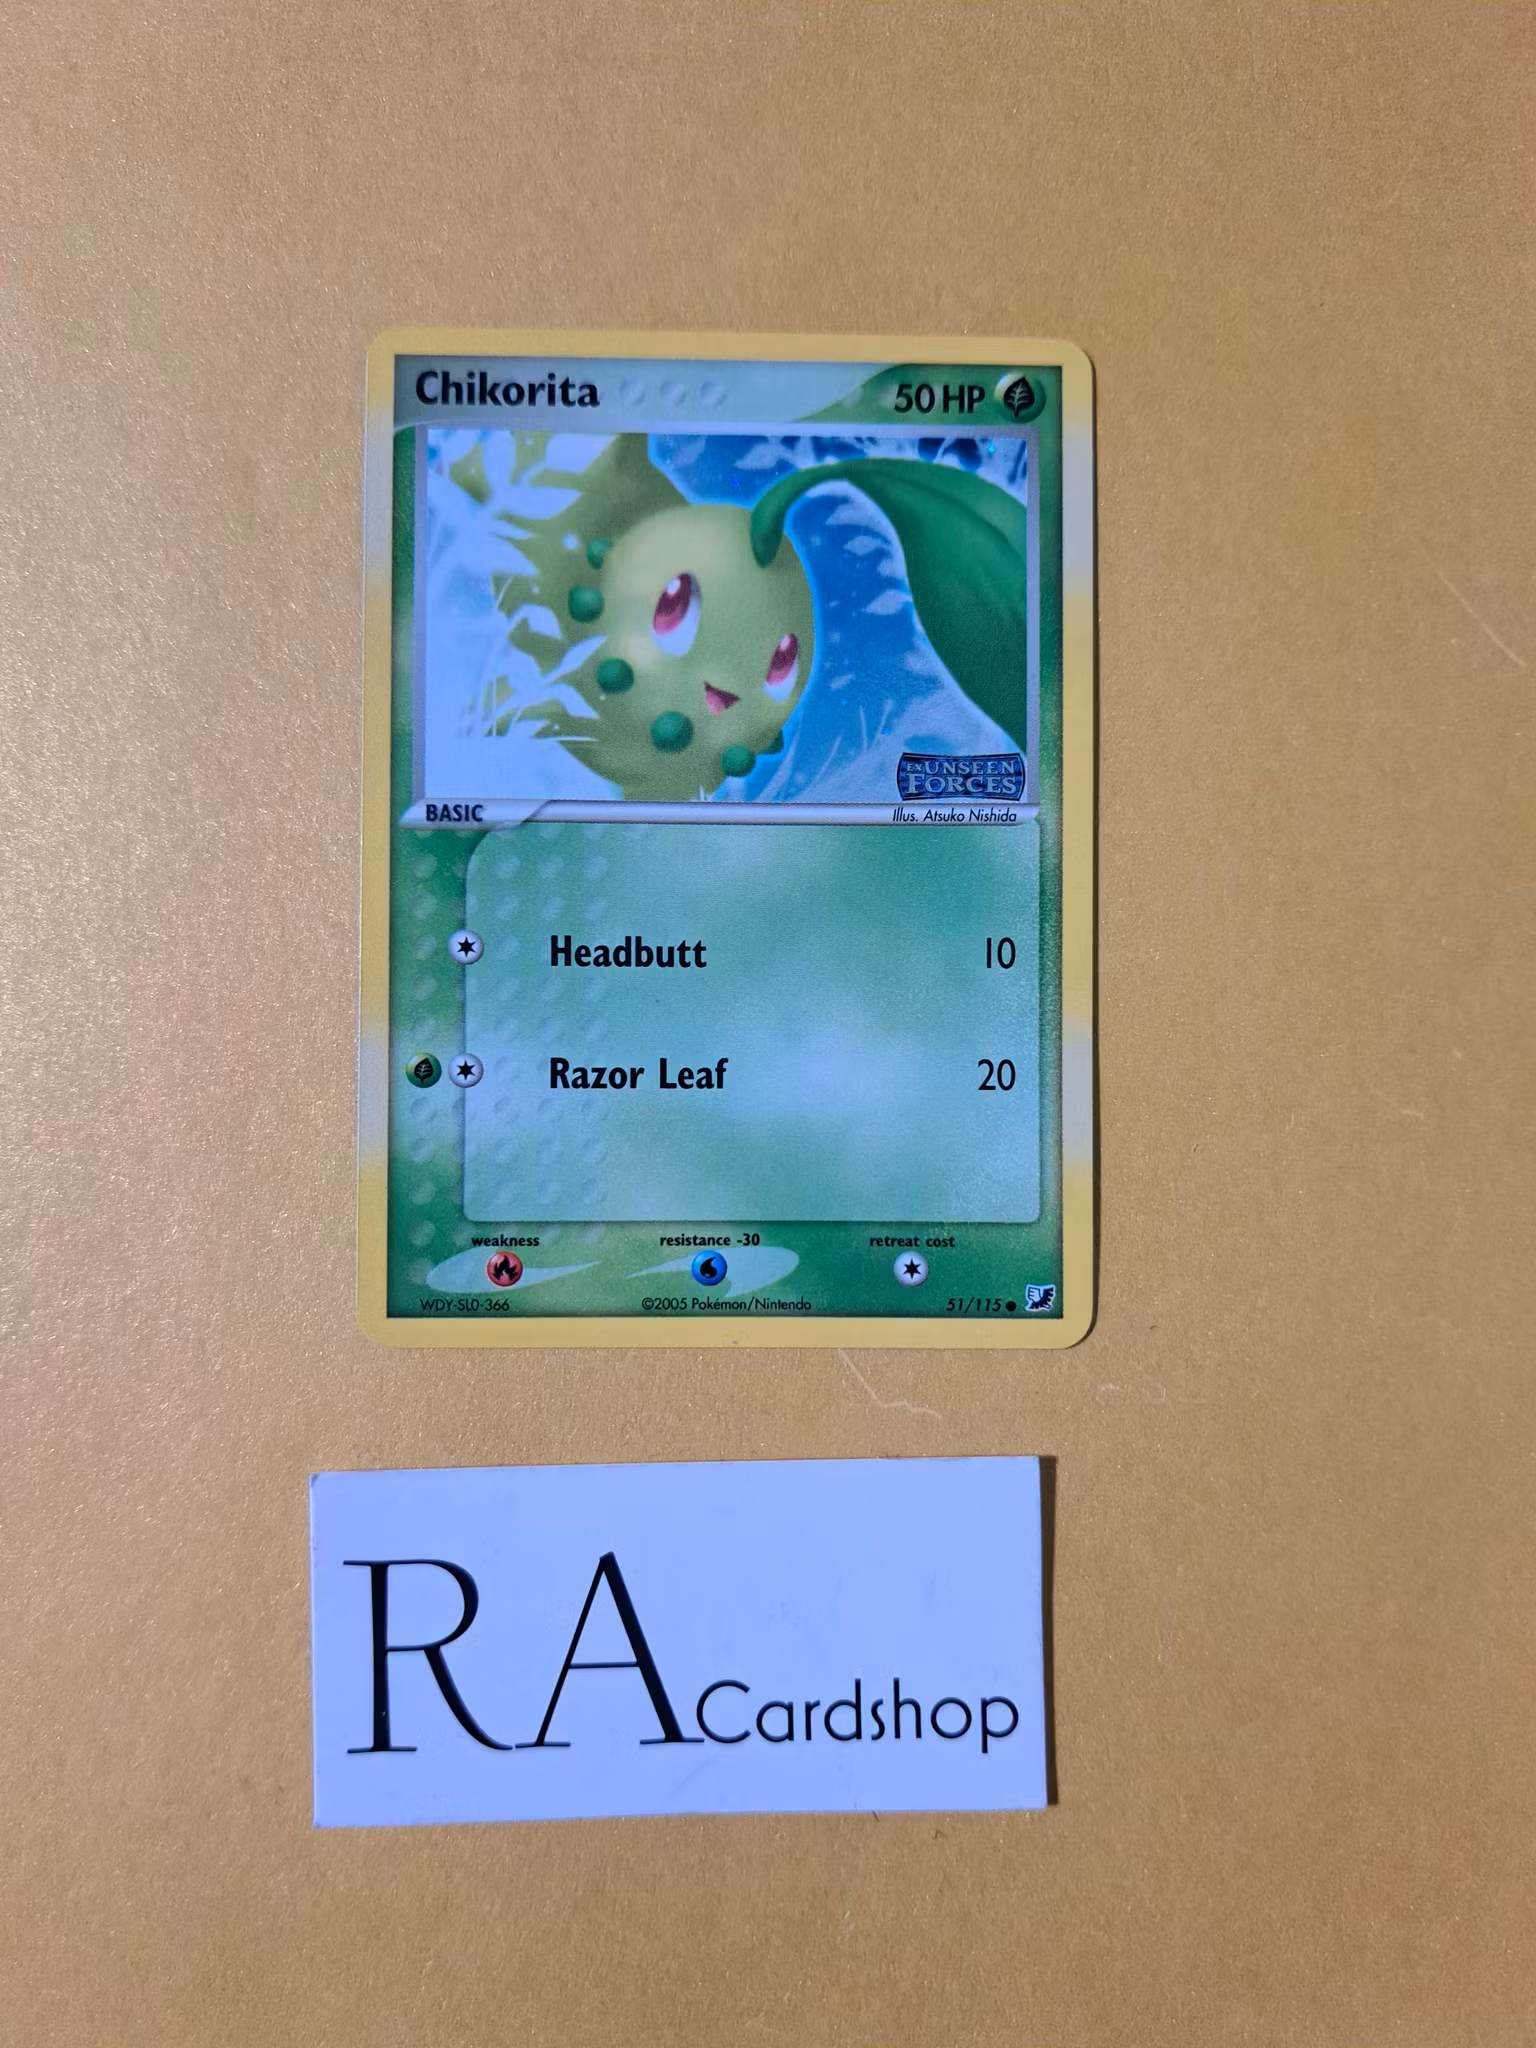 Chikorita 50 HP
EX UNSEEN
FORCES
BASIC Illus. Atsuko Nishida
Headbutt 10
Razor Leaf 20
weakness resistance -30 retreat cost
WDY-SL0-366 ©2005 Pokémon/Nintendo 51/115
RA Cardshop